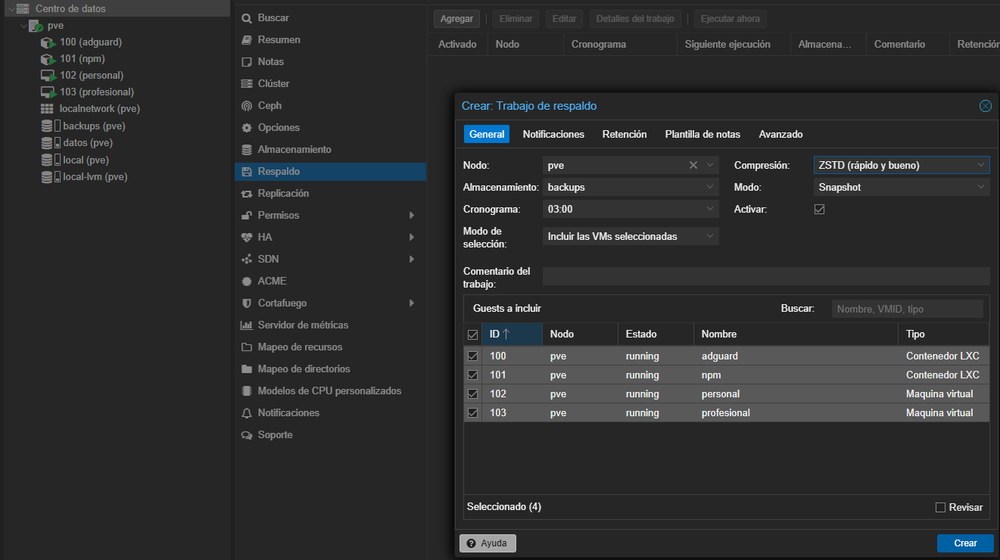 Centro de datos
pve
100 (adguard)
101 (npm)
102 (personal)
103 (profesional)
localnetwork (pve)
backups (pve)
datos (pve)
local (pve)
local-lvm (pve)
Buscar
Resumen
Notas
Clúster
Ceph
Opciones
Almacenamiento
Respaldo
Replicación
Permisos
HA
SDN
ACME
Cortafuego
Servidor de métricas
Mapeo de recursos
Mapeo de directorios
Modelos de CPU personalizados
Notificaciones
Soporte
Agregar Eliminar Editar Detalles del trabajo Ejecutar ahora
Activado Nodo Cronograma Siguiente ejecución Almacena... Comentario Retención
Crear: Trabajo de respaldo
General Notificaciones Retención Plantilla de notas Avanzado
Nodo: pve Compresión: ZSTD (rápido y bueno)
Almacenamiento: backups Modo: Snapshot
Cronograma: 03:00 Activar:
Modo de selección: Incluir las VMs seleccionadas
Comentario del trabajo:
Guests a incluir Buscar: Nombre, VMID, tipo
ID Nodo Estado Nombre Tipo
100 pve running adguard Contenedor LXC
101 pve running npm Contenedor LXC
102 pve running personal Maquina virtual
103 pve running profesional Maquina virtual
Seleccionado (4) Revisar
Ayuda Crear